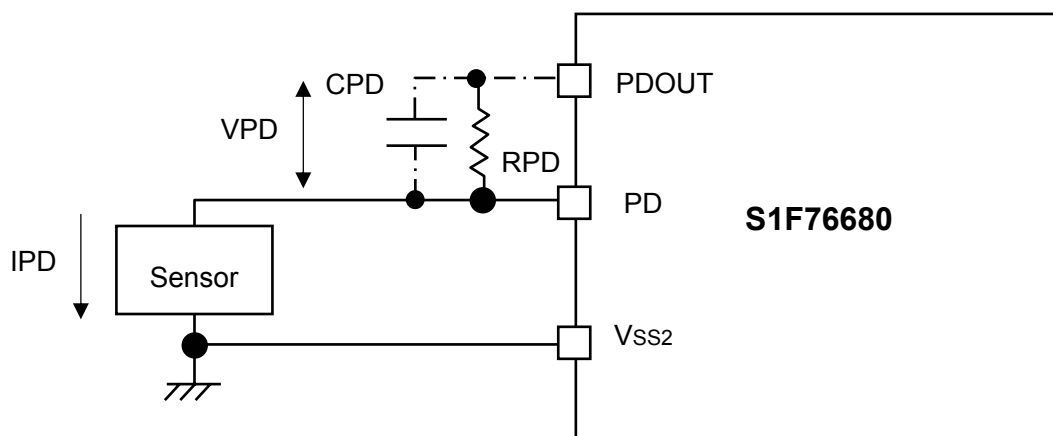 CPD
PDOUT
VPD
RPD
PD
S1F76680
IPD
Sensor
VSS2